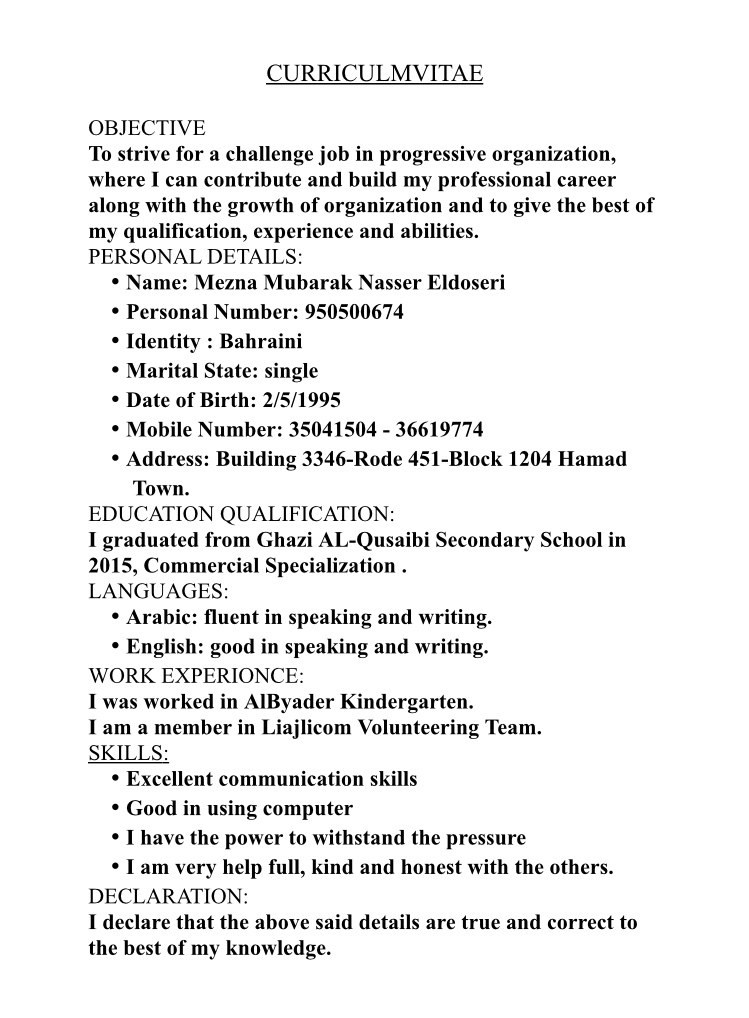 CURRICULMVITAE
OBJECTIVE
To strive for a challenge job in progressive organization,
where I can contribute and build my professional career
along with the growth of organization and to give the best of
my qualification, experience and abilities.
PERSONAL DETAILS:
• Name: Mezna Mubarak Nasser Eldoseri
• Personal Number: 950500674
• Identity : Bahraini
• Marital State: single
• Date of Birth: 2/5/1995
• Mobile Number: 35041504 - 36619774
• Address: Building 3346-Rode 451-Block 1204 Hamad
Town.
EDUCATION QUALIFICATION:
I graduated from Ghazi AL-Qusaibi Secondary School in
2015, Commercial Specialization .
LANGUAGES:
• Arabic: fluent in speaking and writing.
• English: good in speaking and writing.
WORK EXPERIONCE:
I was worked in AlByader Kindergarten.
I am a member in Liajlicom Volunteering Team.
SKILLS:
• Excellent communication skills
• Good in using computer
• I have the power to withstand the pressure
• I am very help full, kind and honest with the others.
DECLARATION:
I declare that the above said details are true and correct to
the best of my knowledge.